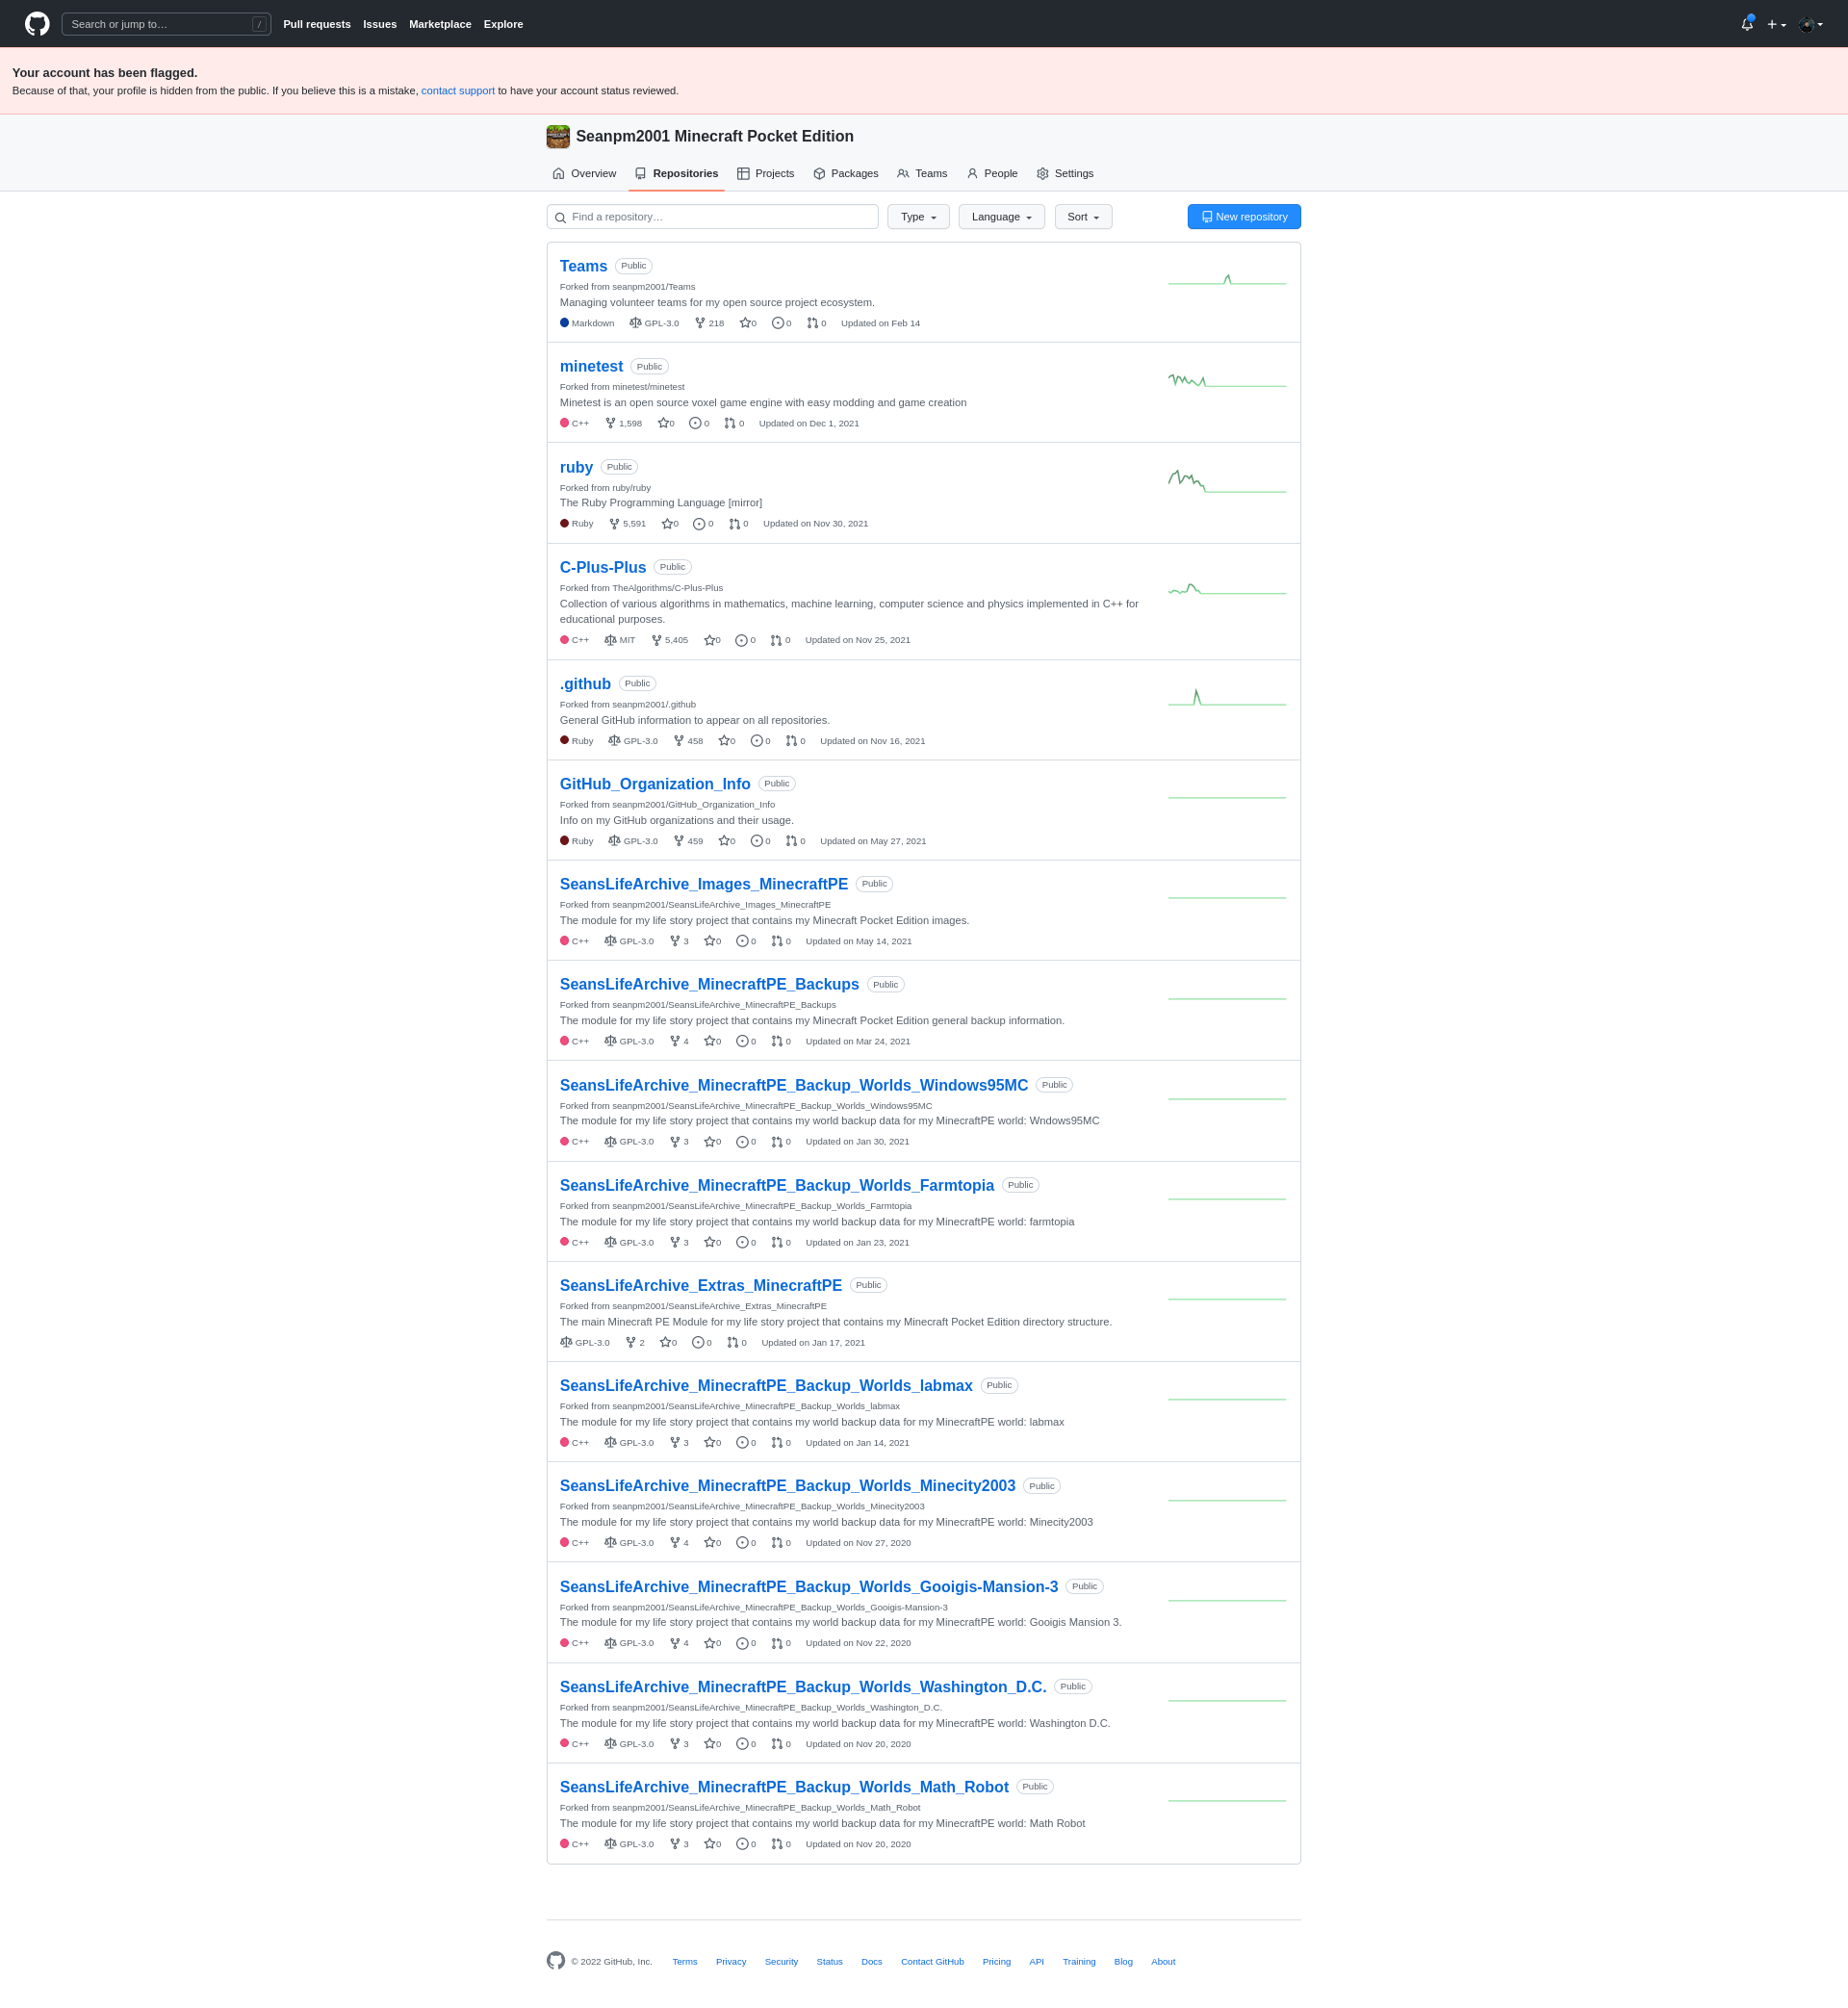 Search or jump to… /
Pull requests Issues Marketplace Explore
Your account has been flagged.
Because of that, your profile is hidden from the public. If you believe this is a mistake, contact support to have your account status reviewed.
Seanpm2001 Minecraft Pocket Edition
Overview Repositories Projects Packages Teams People Settings
Find a repository… Type Language Sort New repository
Teams Public
Forked from seanpm2001/Teams
Managing volunteer teams for my open source project ecosystem.
Markdown GPL-3.0 218 0 0 0 Updated on Feb 14
minetest Public
Forked from minetest/minetest
Minetest is an open source voxel game engine with easy modding and game creation
C++ 1,598 0 0 0 Updated on Dec 1, 2021
ruby Public
Forked from ruby/ruby
The Ruby Programming Language [mirror]
Ruby 5,591 0 0 0 Updated on Nov 30, 2021
C-Plus-Plus Public
Forked from TheAlgorithms/C-Plus-Plus
Collection of various algorithms in mathematics, machine learning, computer science and physics implemented in C++ for
educational purposes.
C++ MIT 5,405 0 0 0 Updated on Nov 25, 2021
.github Public
Forked from seanpm2001/.github
General GitHub information to appear on all repositories.
Ruby GPL-3.0 458 0 0 0 Updated on Nov 16, 2021
GitHub_Organization_Info Public
Forked from seanpm2001/GitHub_Organization_Info
Info on my GitHub organizations and their usage.
Ruby GPL-3.0 459 0 0 0 Updated on May 27, 2021
SeansLifeArchive_Images_MinecraftPE Public
Forked from seanpm2001/SeansLifeArchive_Images_MinecraftPE
The module for my life story project that contains my Minecraft Pocket Edition images.
C++ GPL-3.0 3 0 0 0 Updated on May 14, 2021
SeansLifeArchive_MinecraftPE_Backups Public
Forked from seanpm2001/SeansLifeArchive_MinecraftPE_Backups
The module for my life story project that contains my Minecraft Pocket Edition general backup information.
C++ GPL-3.0 4 0 0 0 Updated on Mar 24, 2021
SeansLifeArchive_MinecraftPE_Backup_Worlds_Windows95MC Public
Forked from seanpm2001/SeansLifeArchive_MinecraftPE_Backup_Worlds_Windows95MC
The module for my life story project that contains my world backup data for my MinecraftPE world: Wndows95MC
C++ GPL-3.0 3 0 0 0 Updated on Jan 30, 2021
SeansLifeArchive_MinecraftPE_Backup_Worlds_Farmtopia Public
Forked from seanpm2001/SeansLifeArchive_MinecraftPE_Backup_Worlds_Farmtopia
The module for my life story project that contains my world backup data for my MinecraftPE world: farmtopia
C++ GPL-3.0 3 0 0 0 Updated on Jan 23, 2021
SeansLifeArchive_Extras_MinecraftPE Public
Forked from seanpm2001/SeansLifeArchive_Extras_MinecraftPE
The main Minecraft PE Module for my life story project that contains my Minecraft Pocket Edition directory structure.
GPL-3.0 2 0 0 0 Updated on Jan 17, 2021
SeansLifeArchive_MinecraftPE_Backup_Worlds_labmax Public
Forked from seanpm2001/SeansLifeArchive_MinecraftPE_Backup_Worlds_labmax
The module for my life story project that contains my world backup data for my MinecraftPE world: labmax
C++ GPL-3.0 3 0 0 0 Updated on Jan 14, 2021
SeansLifeArchive_MinecraftPE_Backup_Worlds_Minecity2003 Public
Forked from seanpm2001/SeansLifeArchive_MinecraftPE_Backup_Worlds_Minecity2003
The module for my life story project that contains my world backup data for my MinecraftPE world: Minecity2003
C++ GPL-3.0 4 0 0 0 Updated on Nov 27, 2020
SeansLifeArchive_MinecraftPE_Backup_Worlds_Gooigis-Mansion-3 Public
Forked from seanpm2001/SeansLifeArchive_MinecraftPE_Backup_Worlds_Gooigis-Mansion-3
The module for my life story project that contains my world backup data for my MinecraftPE world: Gooigis Mansion 3.
C++ GPL-3.0 4 0 0 0 Updated on Nov 22, 2020
SeansLifeArchive_MinecraftPE_Backup_Worlds_Washington_D.C. Public
Forked from seanpm2001/SeansLifeArchive_MinecraftPE_Backup_Worlds_Washington_D.C.
The module for my life story project that contains my world backup data for my MinecraftPE world: Washington D.C.
C++ GPL-3.0 3 0 0 0 Updated on Nov 20, 2020
SeansLifeArchive_MinecraftPE_Backup_Worlds_Math_Robot Public
Forked from seanpm2001/SeansLifeArchive_MinecraftPE_Backup_Worlds_Math_Robot
The module for my life story project that contains my world backup data for my MinecraftPE world: Math Robot
C++ GPL-3.0 3 0 0 0 Updated on Nov 20, 2020
© 2022 GitHub, Inc. Terms Privacy Security Status Docs Contact GitHub Pricing API Training Blog About